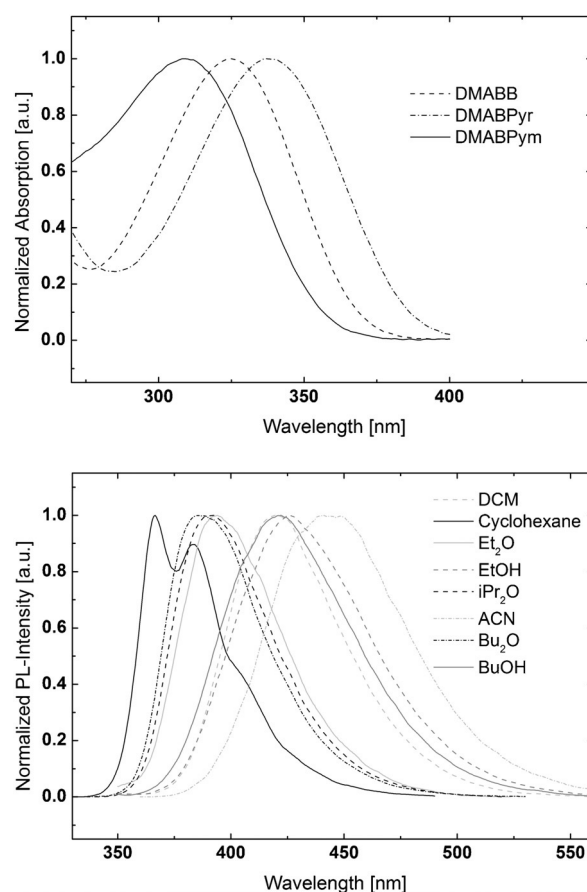 1.0
0.8
0.6
0.4
0.2
0.0
Normalized Absorption [a.u.]
DMABB
DMABPyr
DMABPym
300
350
400
Wavelength [nm]
1.0
0.8
0.6
0.4
0.2
0.0
Normalized PL-Intensity [a.u.]
DCM
Cyclohexane
Et₂O
EtOH
iPr₂O
ACN
Bu₂O
BuOH
350
400
450
500
550
Wavelength [nm]